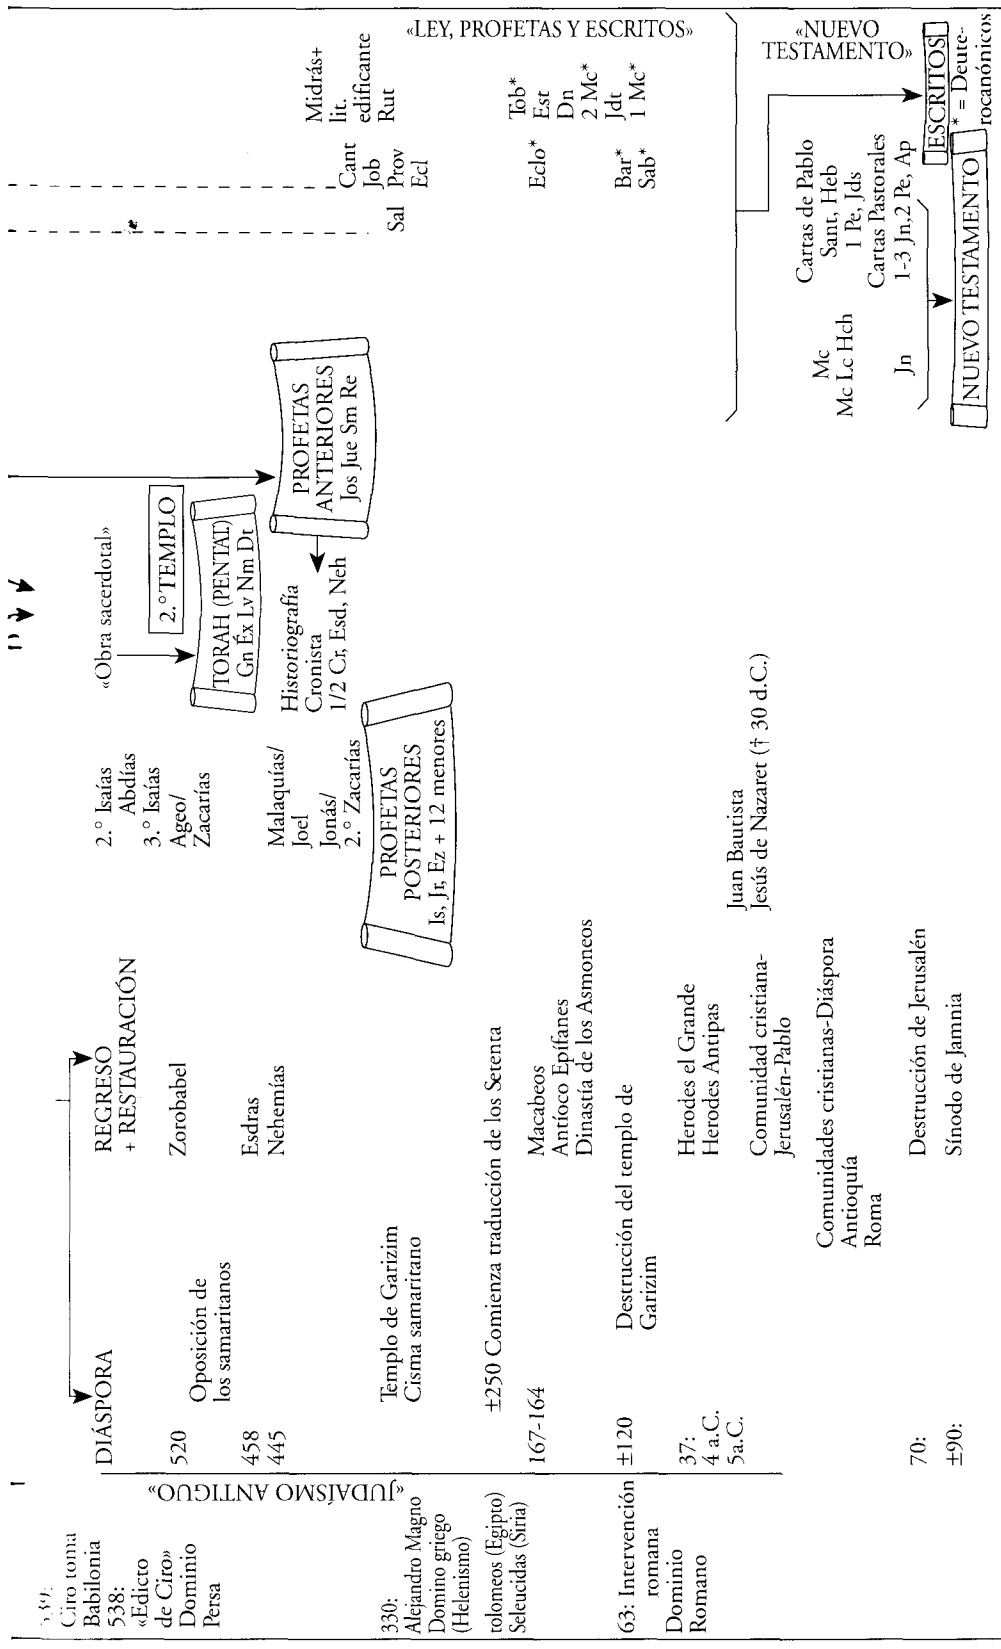 539:
Ciro toma
Babilonia
538:
«Edicto
de Ciro»
Dominio
Persa
330:
Alejandro Magno
Domino griego
(Helenismo)
tolomeos (Egipto)
Seleucidas (Siria)
63: Intervención
romana
Dominio
Romano
«JUDAÍSMO ANTIGUO»
DIÁSPORA
520
Oposición de
los samaritanos
458
445
Templo de Garizim
Cisma samaritano
±250 Comienza traducción de los Setenta
167-164
±120
Destrucción del templo de
Garizim
37:
4 a.C.
5a.C.
70:
±90:
REGRESO
+ RESTAURACIÓN
Zorobabel
Esdras
Nehemías
Macabeos
Antíoco Epífanes
Dinastía de los Asmoneos
Herodes el Grande
Herodes Antipas
Comunidad cristiana-
Jerusalén-Pablo
Comunidades cristianas-Diáspora
Antioquía
Roma
Destrucción de Jerusalén
Sínodo de Jamnia
2.° Isaías
Abdías
3.° Isaías
Ageo/
Zacarías
Malaquías/
Joel
Jonás/
2.° Zacarías
PROFETAS
POSTERIORES
Is, Jr, Ez + 12 menores
Juan Bautista
Jesús de Nazaret († 30 d.C.)
«Obra sacerdotal»
2.° TEMPLO
TORAH (PENTAT.)
Gn Éx Lv Nm Dt
Historiografía
Cronista
1/2 Cr, Esd, Neh
PROFETAS
ANTERIORES
Jos Jue Sm Re
Sal
Cant
Job
Prov
Ecl
Midrás+
lit.
edificante
Rut
Eclo*
Bar*
Sab*
Tob*
Est
Dn
2 Mc*
Jdt
1 Mc*
«LEY, PROFETAS Y ESCRITOS»
«NUEVO
TESTAMENTO»
Mc
Mc Lc Hch
Jn
Cartas de Pablo
Sant, Heb
1 Pe, Jds
Cartas Pastorales
1-3 Jn,2 Pe, Ap
NUEVO TESTAMENTO
ESCRITOS
* = Deute-
rocanónicos